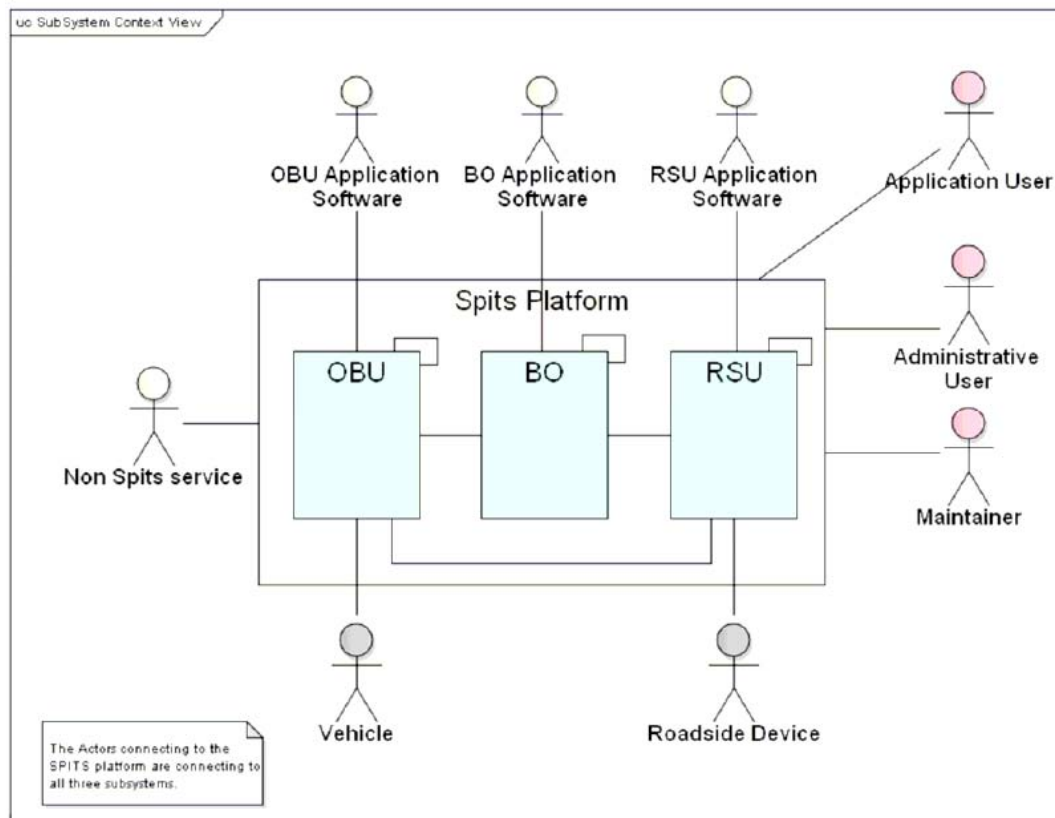 uc SubSystem Context View
OBU Application
Software
BO Application
Software
RSU Application
Software
Application User
Spits Platform
OBU
BO
RSU
Administrative
User
Non Spits service
Maintainer
Vehicle
Roadside Device
The Actors connecting to the
SPITS platform are connecting to
all three subsystems.